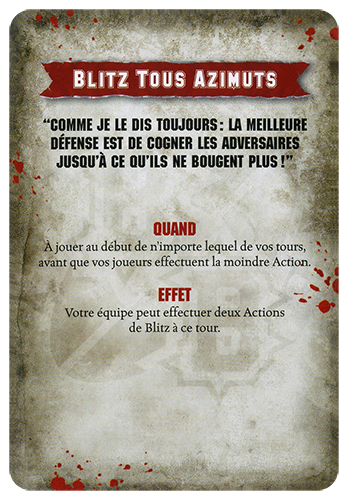 BLITZ TOUS AZIMUTS
“COMME JE LE DIS TOUJOURS : LA MEILLEURE
DÉFENSE EST DE COGNER LES ADVERSAIRES
JUSQU’À CE QU’ILS NE BOUGENT PLUS !”
QUAND
À jouer au début de n'importe lequel de vos tours,
avant que vos joueurs effectuent la moindre Action.
EFFET
Votre équipe peut effectuer deux Actions
de Blitz à ce tour.